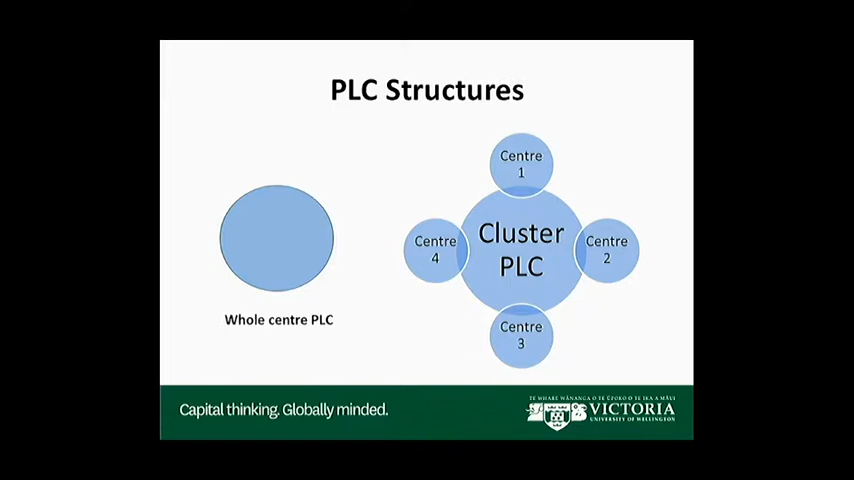 PLC Structures
Centre
1
Cluster
PLC
Centre
4
Centre
2
Centre
3
Whole centre PLC
Capital thinking. Globally minded.
TE WHARE WĀNANGA O TE ŪPOKO O TE IKA A MĀUI
VICTORIA
UNIVERSITY OF WELLINGTON